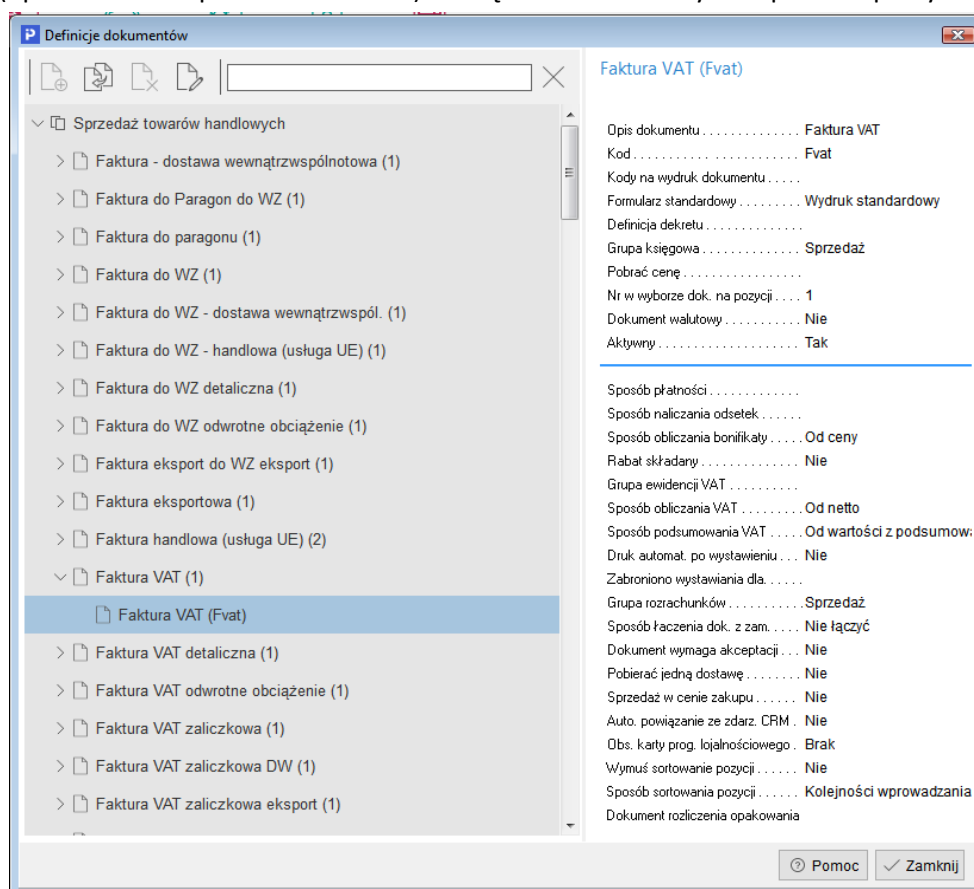 Definicje dokumentów
Sprzedaż towarów handlowych
Faktura - dostawa wewnątrzwspólnotowa (1)
Faktura do Paragon do WZ (1)
Faktura do paragonu (1)
Faktura do WZ (1)
Faktura do WZ - dostawa wewnątrzwspól. (1)
Faktura do WZ - handlowa (usługa UE) (1)
Faktura do WZ detaliczna (1)
Faktura do WZ odwrotne obciążenie (1)
Faktura eksport do WZ eksport (1)
Faktura eksportowa (1)
Faktura handlowa (usługa UE) (2)
Faktura VAT (1)
Faktura VAT (Fvat)
Faktura VAT detaliczna (1)
Faktura VAT odwrotne obciążenie (1)
Faktura VAT zaliczkowa (1)
Faktura VAT zaliczkowa DW (1)
Faktura VAT zaliczkowa eksport (1)
Faktura VAT (Fvat)
Opis dokumentu . . . . . . . . . . . . . . Faktura VAT
Kod . . . . . . . . . . . . . . . . . . . . . . . . Fvat
Kody na wydruk dokumentu . . . . .
Formularz standardowy . . . . . . . . . Wydruk standardowy
Definicja dekretu . . . . . . . . . . . . . .
Grupa księgowa . . . . . . . . . . . . . . Sprzedaż
Pobrać cenę . . . . . . . . . . . . . . . . .
Nr w wyborze dok. na pozycji . . . . 1
Dokument walutowy . . . . . . . . . . . Nie
Aktywny . . . . . . . . . . . . . . . . . . . . Tak
Sposób płatności . . . . . . . . . . . . .
Sposób naliczania odsetek . . . . . .
Sposób obliczania bonifikaty . . . . . Od ceny
Rabat składany . . . . . . . . . . . . . . Nie
Grupa ewidencji VAT . . . . . . . . . .
Sposób obliczania VAT . . . . . . . . . Od netto
Sposób podsumowania VAT . . . . . Od wartości z podsumow
Druk automat. po wystawieniu . . . Nie
Zabroniono wystawiania dla. . . . . .
Grupa rozrachunków . . . . . . . . . . . Sprzedaż
Sposób łaczenia dok. z zam. . . . . Nie łączyć
Dokument wymaga akceptacji . . . Nie
Pobierać jedną dostawę . . . . . . . . Nie
Sprzedaż w cenie zakupu . . . . . . Nie
Auto. powiązanie ze zdarz. CRM . Nie
Obs. karty prog. lojalnościowego . Brak
Wymuś sortowanie pozycji . . . . . . Nie
Sposób sortowania pozycji . . . . . . Kolejności wprowadzania
Dokument rozliczenia opakowania
Pomoc
Zamknij